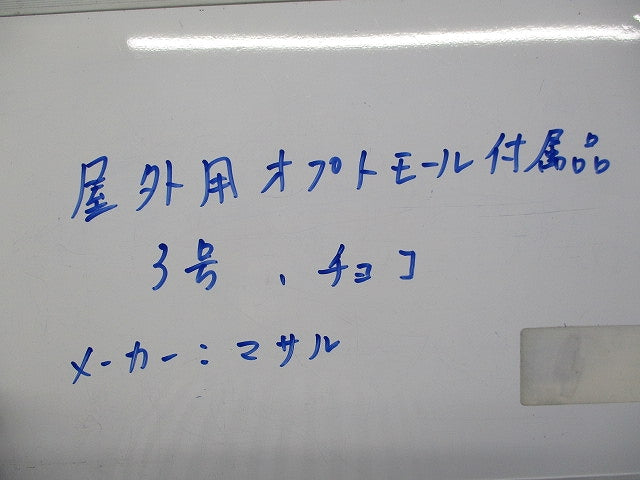 屋外用オプトモール付属品
3号、チョコ
メーカー：マサル